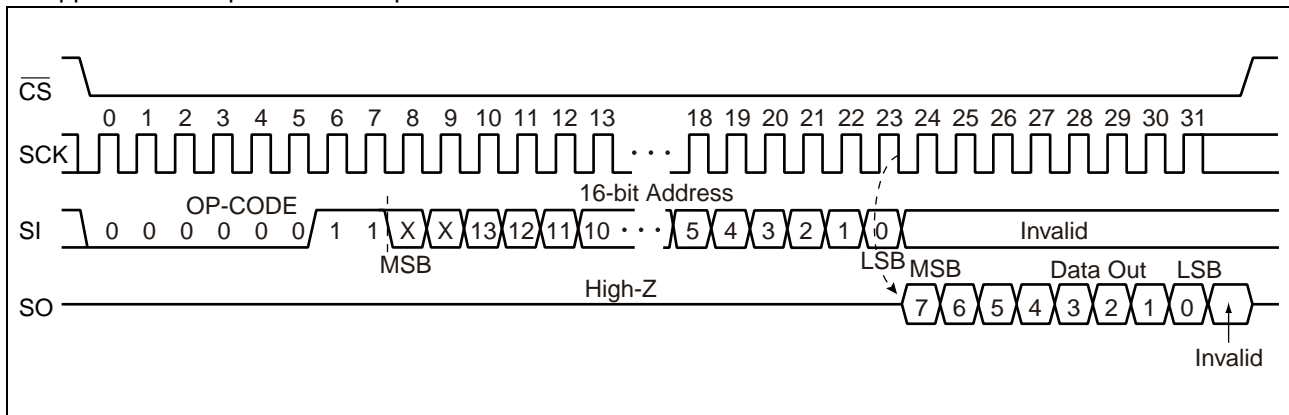 CS
0 1 2 3 4 5 6 7 8 9 10 11 12 13 18 19 20 21 22 23 24 25 26 27 28 29 30 31
SCK
16-bit Address
OP-CODE
SI 0 0 0 0 0 0 1 1 X X 13 12 11 10 5 4 3 2 1 0 Invalid
MSB LSB MSB Data Out LSB
High-Z
SO 7 6 5 4 3 2 1 0
Invalid